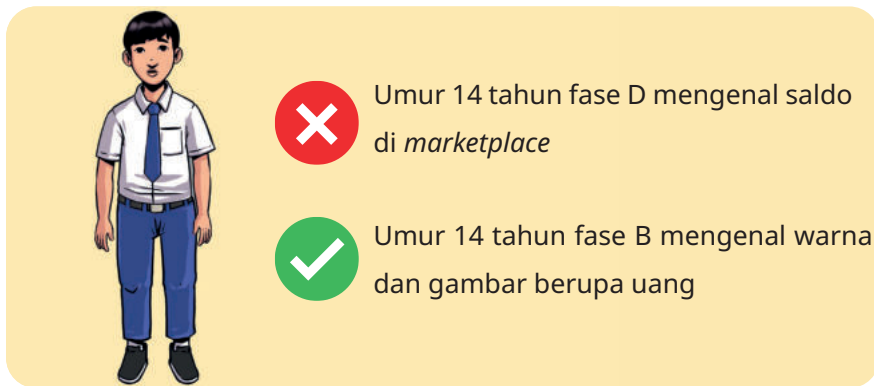 Umur 14 tahun fase D mengenal saldo
di marketplace
Umur 14 tahun fase B mengenal warna
dan gambar berupa uang